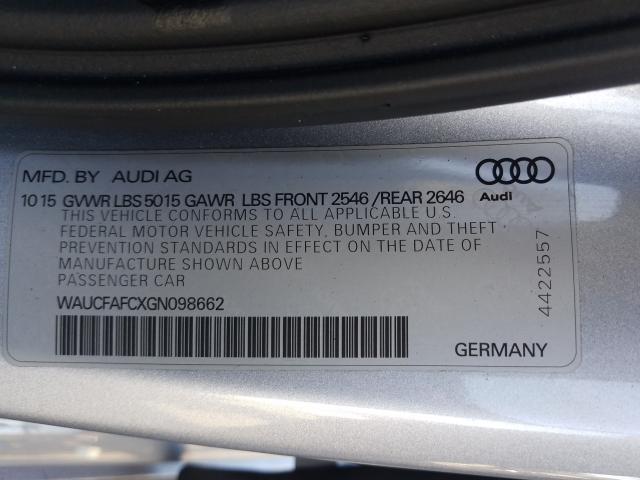 MFD. BY AUDI AG
Audi
10 15 GVWR LBS 5015 GAWR LBS FRONT 2546 /REAR 2646
THIS VEHICLE CONFORMS TO ALL APPLICABLE U.S.
FEDERAL MOTOR VEHICLE SAFETY, BUMPER AND THEFT
PREVENTION STANDARDS IN EFFECT ON THE DATE OF
MANUFACTURE SHOWN ABOVE
PASSENGER CAR
WAUCFAFCXGN098662
GERMANY
4422557